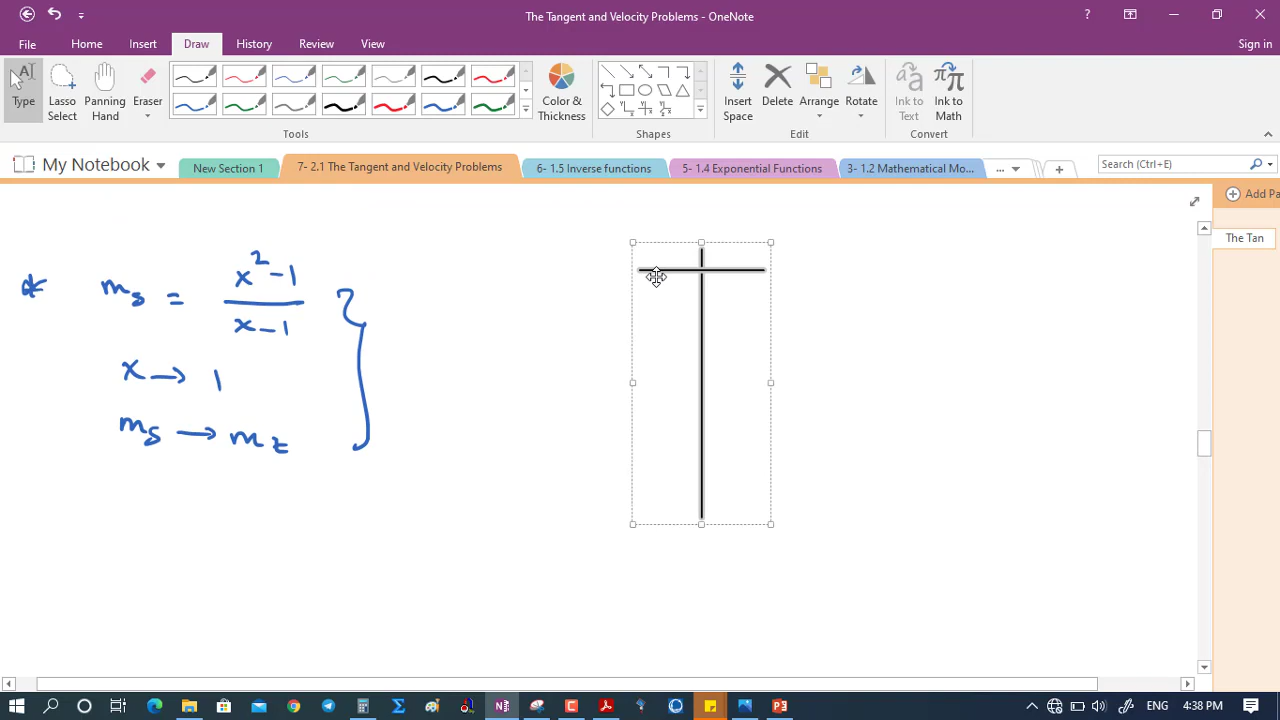 The Tangent and Velocity Problems - OneNote
File Home Insert Draw History Review View Sign in
Type Lasso Select Panning Hand Eraser Color & Thickness Insert Space Delete Arrange Rotate Ink to Text Ink to Math
Tools Shapes Edit Convert
My Notebook New Section 1 7- 2.1 The Tangent and Velocity Problems 6- 1.5 Inverse functions 5- 1.4 Exponential Functions 3- 1.2 Mathematical Mo... ... Search (Ctrl+E)
Add Pa
The Tan
* m_s = (x^2 - 1)/(x - 1)
x → 1
m_s → m_t
ENG 4:38 PM